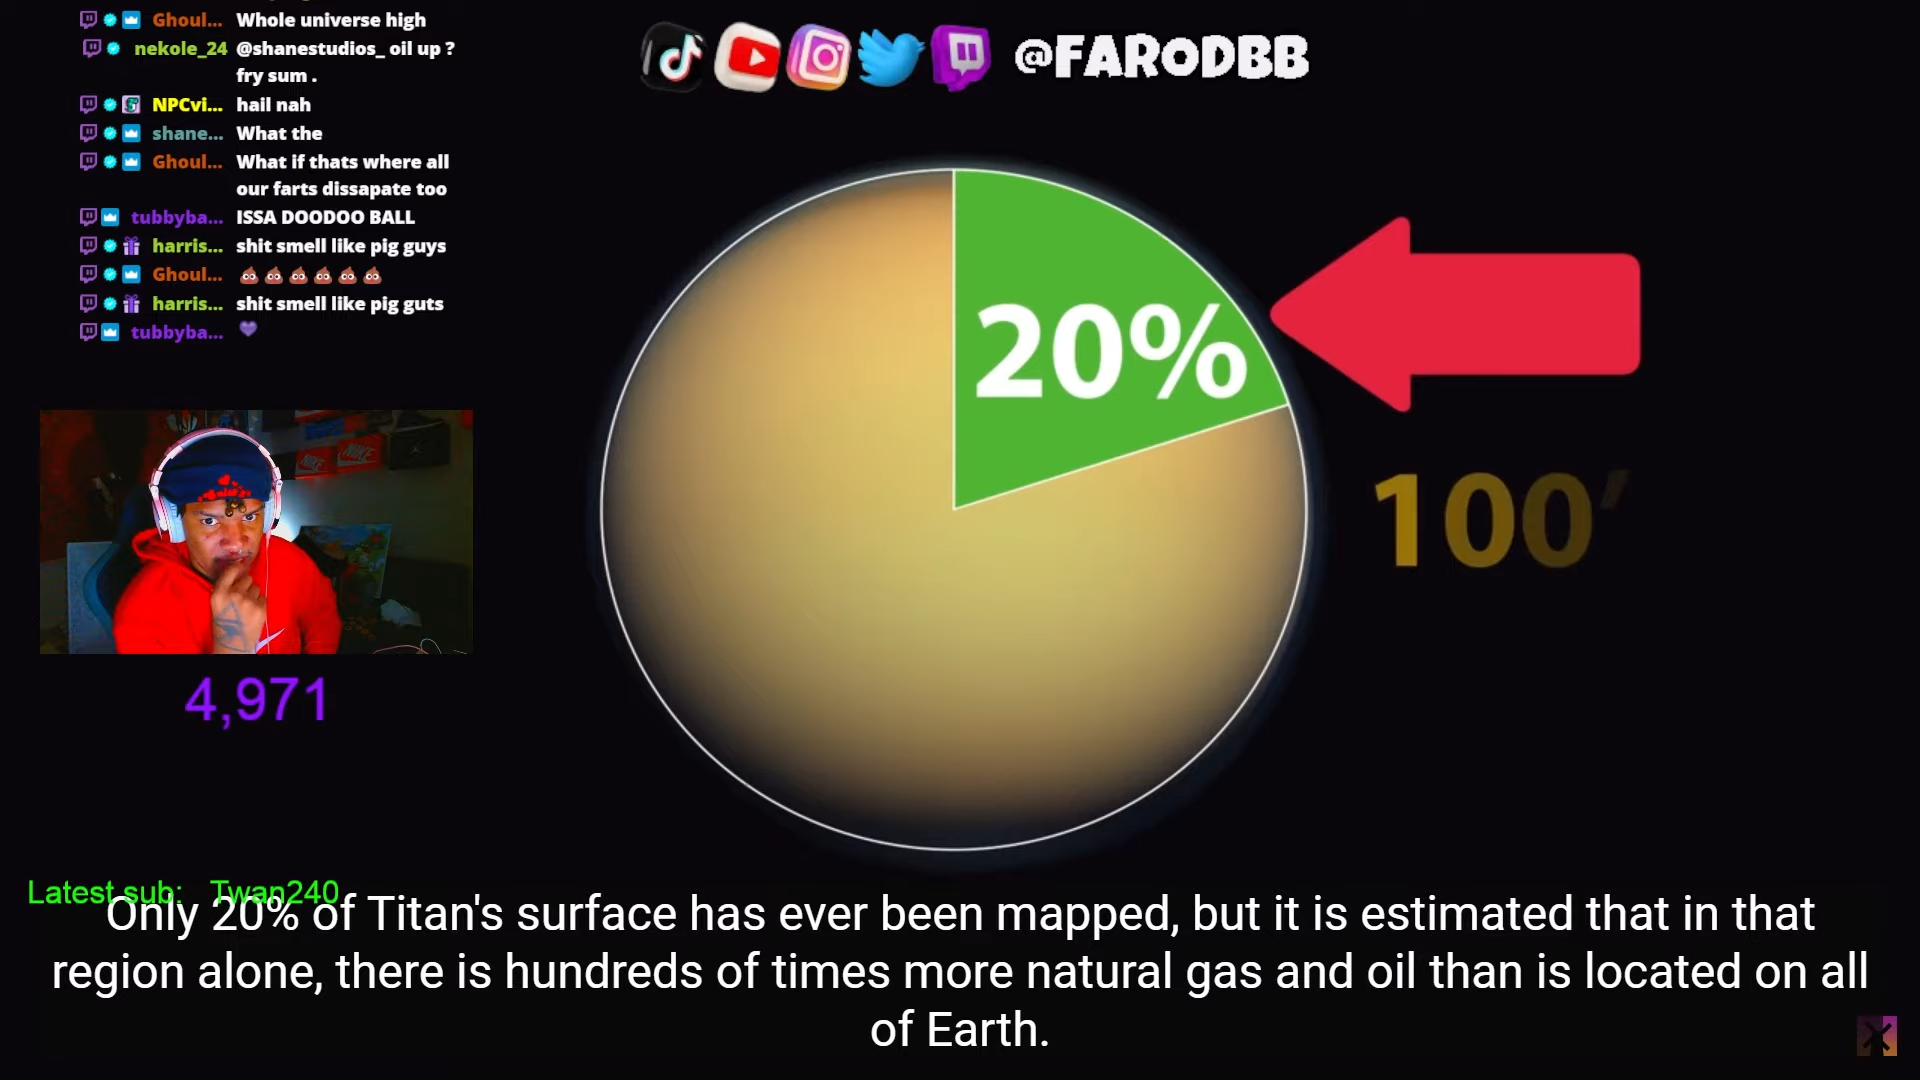 Ghoul... Whole universe high
nekole_24 @shanestudios_ oil up ?
fry sum .
NPCvi... hail nah
shane... What the
Ghoul... What if thats where all
our farts dissapate too
tubbyba... ISSA DOODOO BALL
harris... shit smell like pig guys
Ghoul... 💩💩💩💩💩💩
harris... shit smell like pig guts
tubbyba... 💜
@FARODBB
20%
100
NIKE
NIKE
4,971
Latest sub: Twan240
Only 20% of Titan's surface has ever been mapped, but it is estimated that in that
region alone, there is hundreds of times more natural gas and oil than is located on all
of Earth.